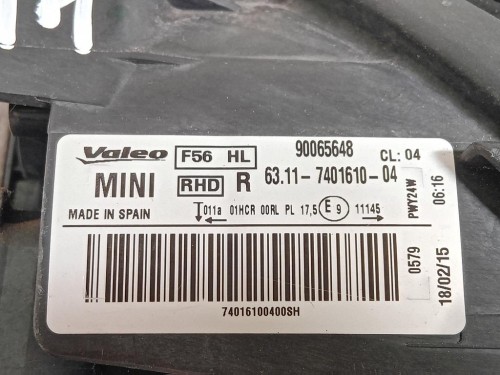 Valeo F56 HL 90065648 CL: 04
MINI RHD R 63.11-7401610-04
MADE IN SPAIN 011a 01HCR 00RL PL 17,5 E 9 11145
74016100400SH
PWY24W 06:16
0579 18/02/15